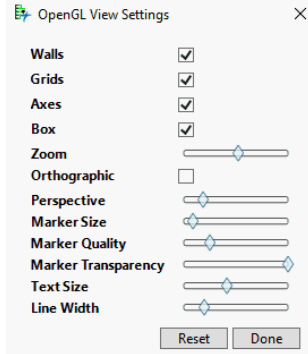 OpenGL View Settings
Walls
Grids
Axes
Box
Zoom
Orthographic
Perspective
Marker Size
Marker Quality
Marker Transparency
Text Size
Line Width
Reset Done